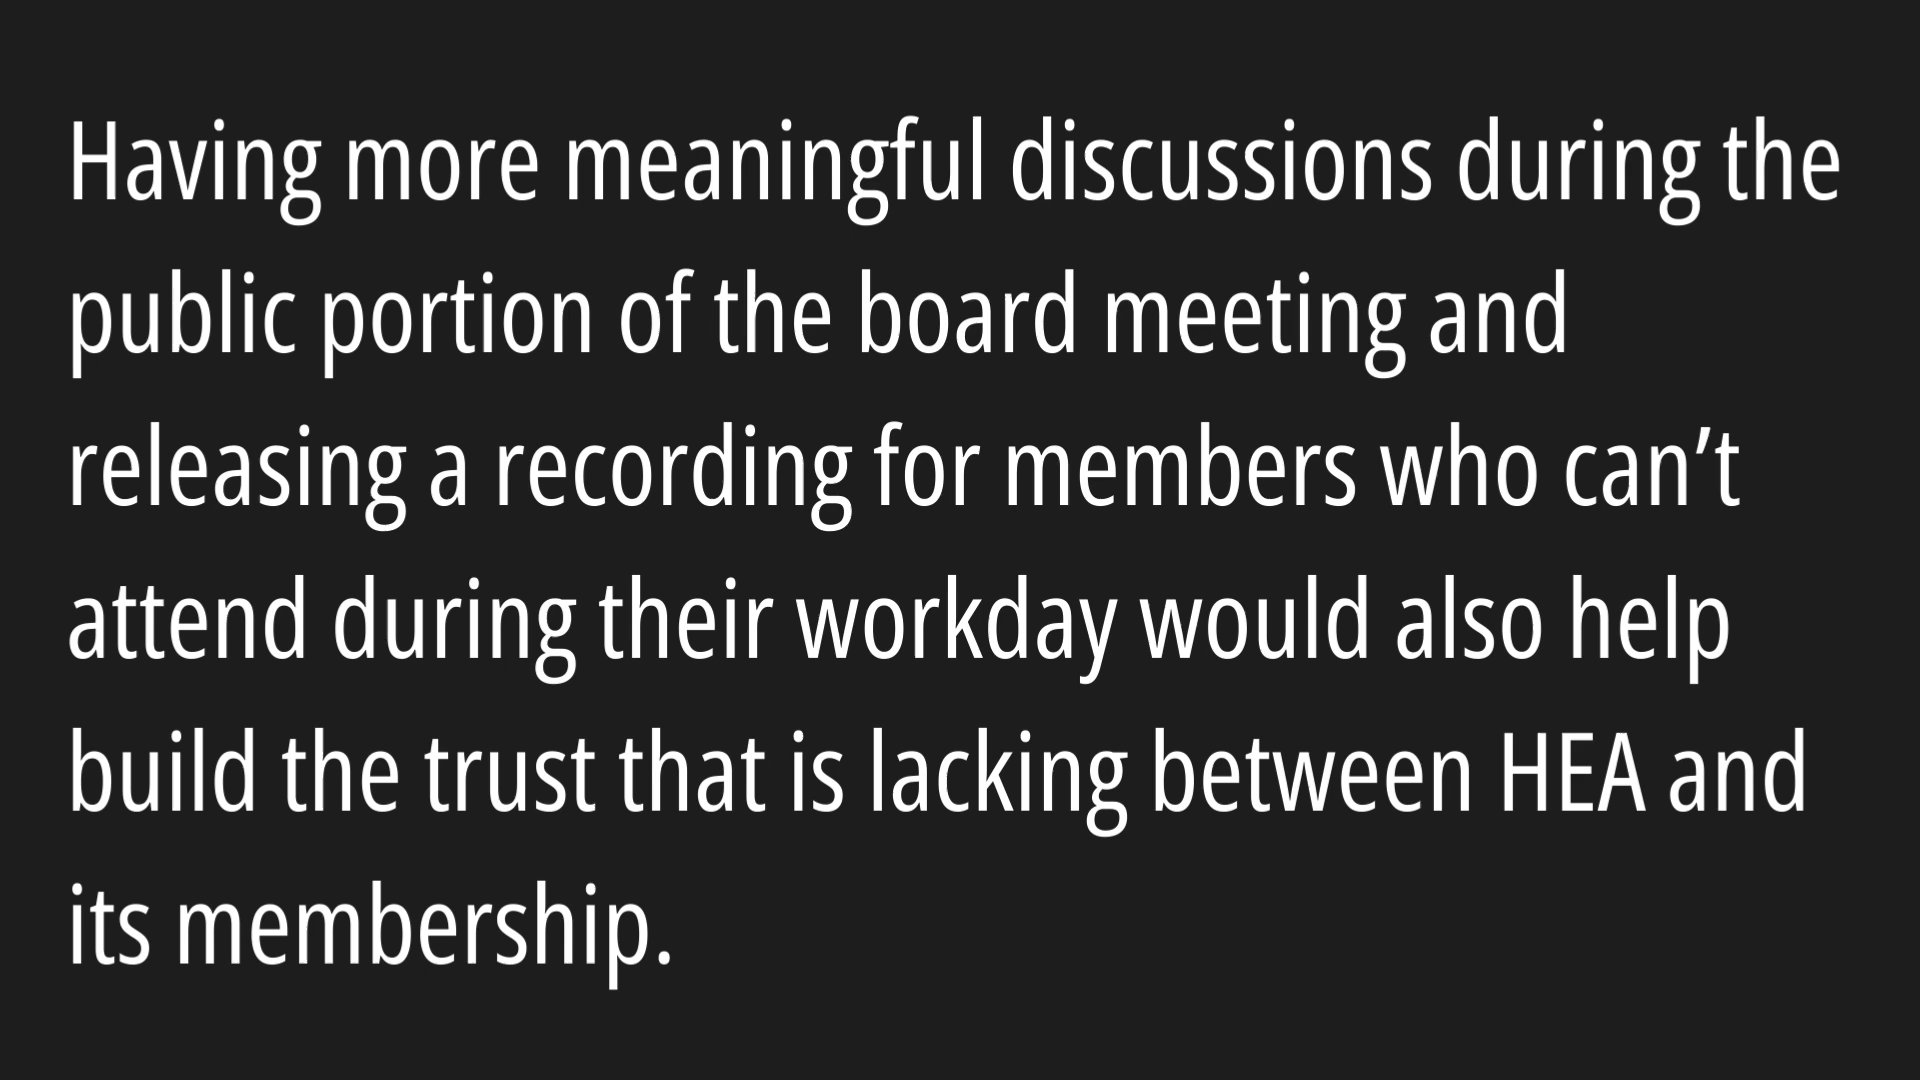 Having more meaningful discussions during the
public portion of the board meeting and
releasing a recording for members who can’t
attend during their workday would also help
build the trust that is lacking between HEA and
its membership.